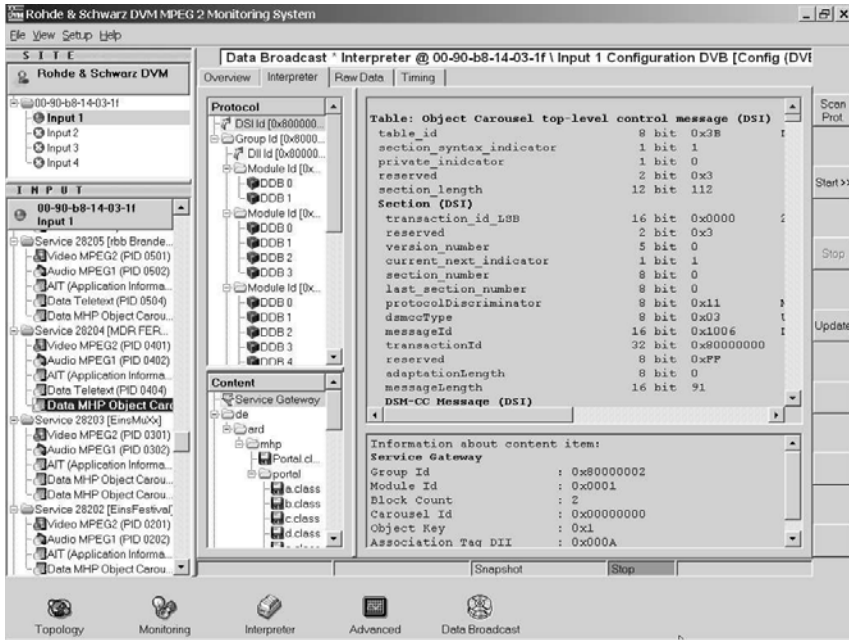 Rohde & Schwarz DVM MPEG 2 Monitoring System
File View Setup Help
SITE
Rohde & Schwarz DVM
00-90-b8-14-03-1f
Input 1
Input 2
Input 3
Input 4
INPUT
00-90-b8-14-03-1f
Input 1
Service 28205 [rbb Brande...
Video MPEG2 (PID 0501)
Audio MPEG1 (PID 0502)
AIT (Application Informa...
Data Teletext (PID 0504)
Data MHP Object Carou...
Service 28204 [MDR FER...
Video MPEG2 (PID 0401)
Audio MPEG1 (PID 0402)
AIT (Application Informa...
Data Teletext (PID 0404)
Data MHP Object Care
Service 28203 [EinsMuXx]
Video MPEG2 (PID 0301)
Audio MPEG1 (PID 0302)
AIT (Application Informa...
Data MHP Object Carou...
Data MHP Object Carou...
Service 28202 [EinsFestival]
Video MPEG2 (PID 0201)
Audio MPEG1 (PID 0202)
AIT (Application Informa...
Data MHP Object Carou...
Data Broadcast * Interpreter @ 00-90-b8-14-03-1f \ Input 1 Configuration DVB [Config (DVB
Overview Interpreter Raw Data Timing
Protocol
DSI Id [0x800000...
Group Id [0x8000...
DII Id [0x80000...
Module Id [0x...
DDB 0
DDB 1
Module Id [0x...
DDB 0
DDB 1
DDB 2
DDB 3
Module Id [0x...
DDB 0
DDB 1
DDB 2
DDB 3
DDB 4
Content
Service Gateway
de
ard
mhp
Portal.cl...
portal
a.class
b.class
c.class
d.class
Table: Object Carousel top-level control message (DSI)
table_id 8 bit 0x3B
section_syntax_indicator 1 bit 1
private_inidcator 1 bit 0
reserved 2 bit 0x3
section_length 12 bit 112
Section (DSI)
transaction_id_LSB 16 bit 0x0000
reserved 2 bit 0x3
version_number 5 bit 0
current_next_indicator 1 bit 1
section_number 8 bit 0
last_section_number 8 bit 0
protocolDiscriminator 8 bit 0x11
dsmccType 8 bit 0x03
messageId 16 bit 0x1006
transactionId 32 bit 0x80000000
reserved 8 bit 0xFF
adaptationLength 8 bit 0
messageLength 16 bit 91
DSM-CC Message (DSI)
Information about content item:
Service Gateway
Group Id : 0x80000002
Module Id : 0x0001
Block Count : 2
Carousel Id : 0x00000000
Object Key : 0x1
Association Tag DII : 0x000A
Scan Prot.
Start >>
Stop
Update
Snapshot Stop
Topology Monitoring Interpreter Advanced Data Broadcast